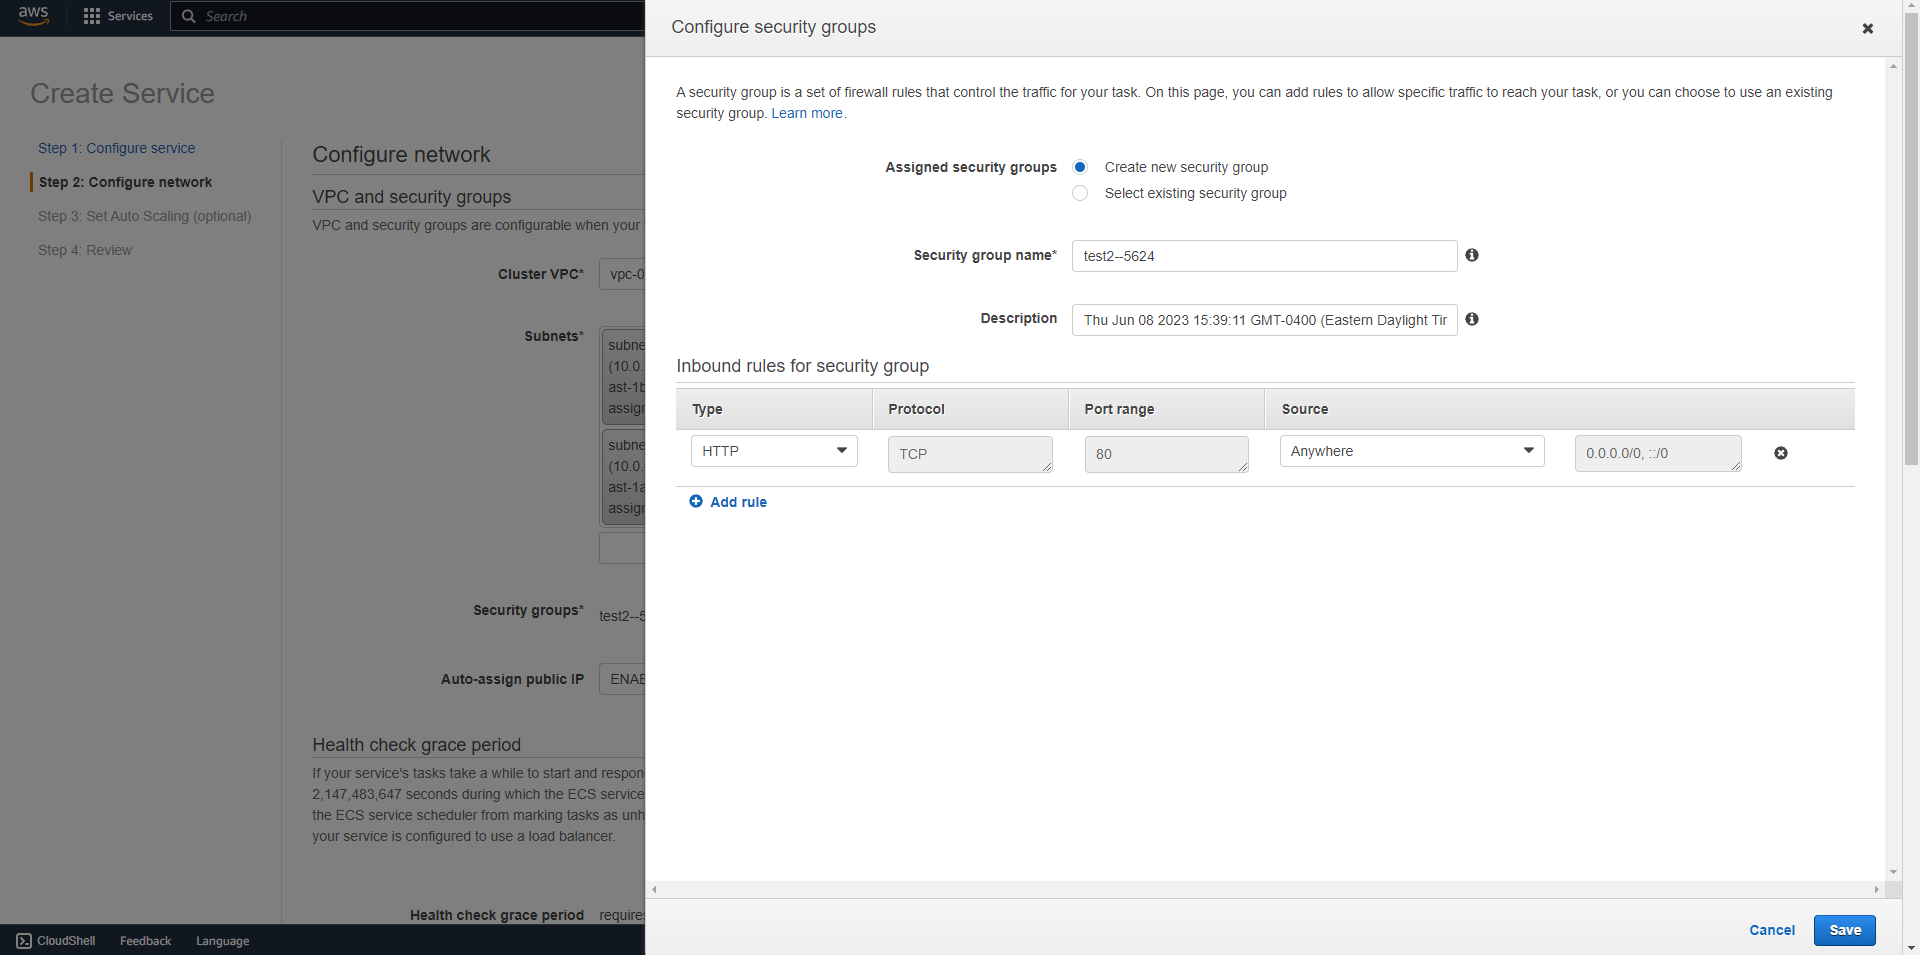 aws
Services
Search
Create Service
Step 1: Configure service
Step 2: Configure network
Step 3: Set Auto Scaling (optional)
Step 4: Review
Configure network
VPC and security groups
VPC and security groups are configurable when your
Cluster VPC*
vpc-0
Subnets*
subne
(10.0.
ast-1b
assign
subne
(10.0.
ast-1a
assign
Security groups*
test2--5
Auto-assign public IP
ENAB
Health check grace period
If your service's tasks take a while to start and respon
2,147,483,647 seconds during which the ECS service
the ECS service scheduler from marking tasks as unh
your service is configured to use a load balancer.
Health check grace period
require
CloudShell
Feedback
Language
Configure security groups
A security group is a set of firewall rules that control the traffic for your task. On this page, you can add rules to allow specific traffic to reach your task, or you can choose to use an existing
security group. Learn more.
Assigned security groups
Create new security group
Select existing security group
Security group name*
test2--5624
Description
Thu Jun 08 2023 15:39:11 GMT-0400 (Eastern Daylight Tir
Inbound rules for security group
Type Protocol Port range Source
HTTP TCP 80 Anywhere 0.0.0.0/0, ::/0
Add rule
Cancel
Save